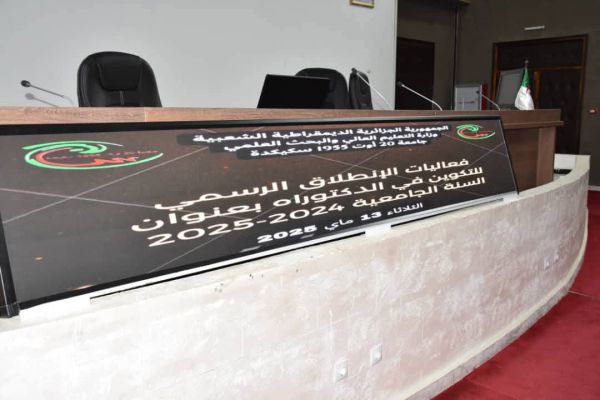 الجمهورية الجزائرية الديمقراطية الشعبية
وزارة التعليم العالي والبحث العلمي
جامعة 20 أوت 1955 سكيكدة
فعاليات الإنطلاق الرسمي
للتكوين في الدكتوراه بعنوان
السنة الجامعية 2024-2025
الثلاثاء 13 ماي 2025